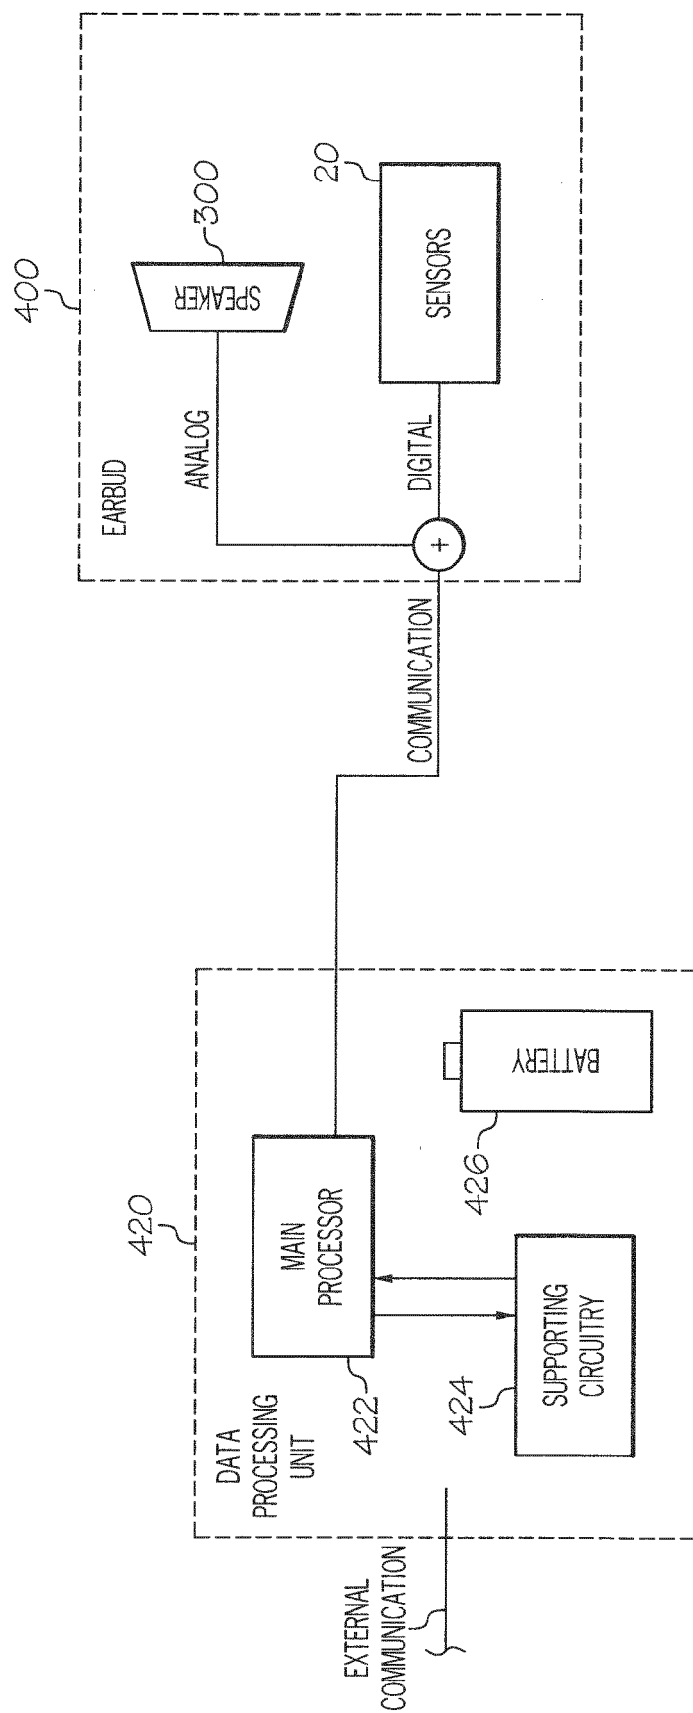 400
EARBUD
ANALOG
SPEAKER
300
20
SENSORS
DIGITAL
COMMUNICATION
420
DATA
PROCESSING
UNIT
MAIN
PROCESSOR
422
424
SUPPORTING
CIRCUITRY
426
BATTERY
EXTERNAL
COMMUNICATION